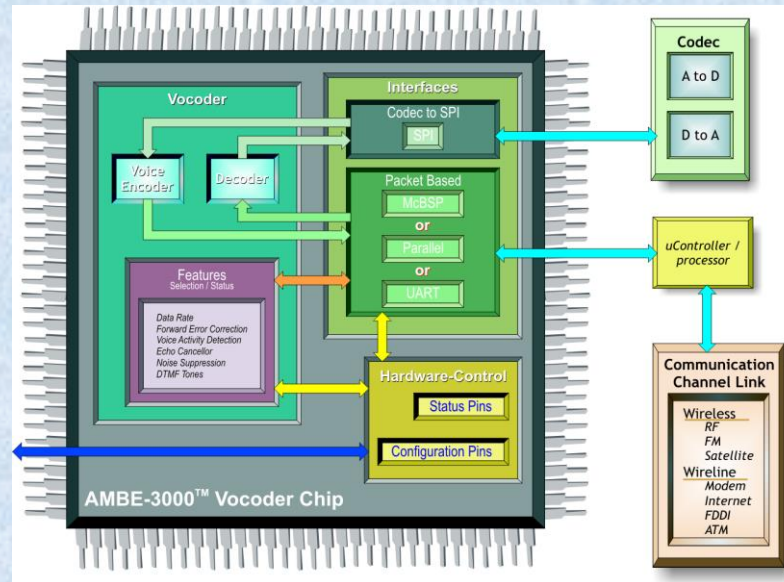 Vocoder
Voice
Encoder
Decoder
Features
Selection / Status
Data Rate
Forward Error Correction
Voice Activity Detection
Echo Cancellor
Noise Suppression
DTMF Tones
Interfaces
Codec to SPI
SPI
Packet Based
McBSP
or
Parallel
or
UART
Hardware-Control
Status Pins
Configuration Pins
AMBE-3000™ Vocoder Chip
Codec
A to D
D to A
uController /
processor
Communication
Channel Link
Wireless
RF
FM
Satellite
Wireline
Modem
Internet
FDDI
ATM